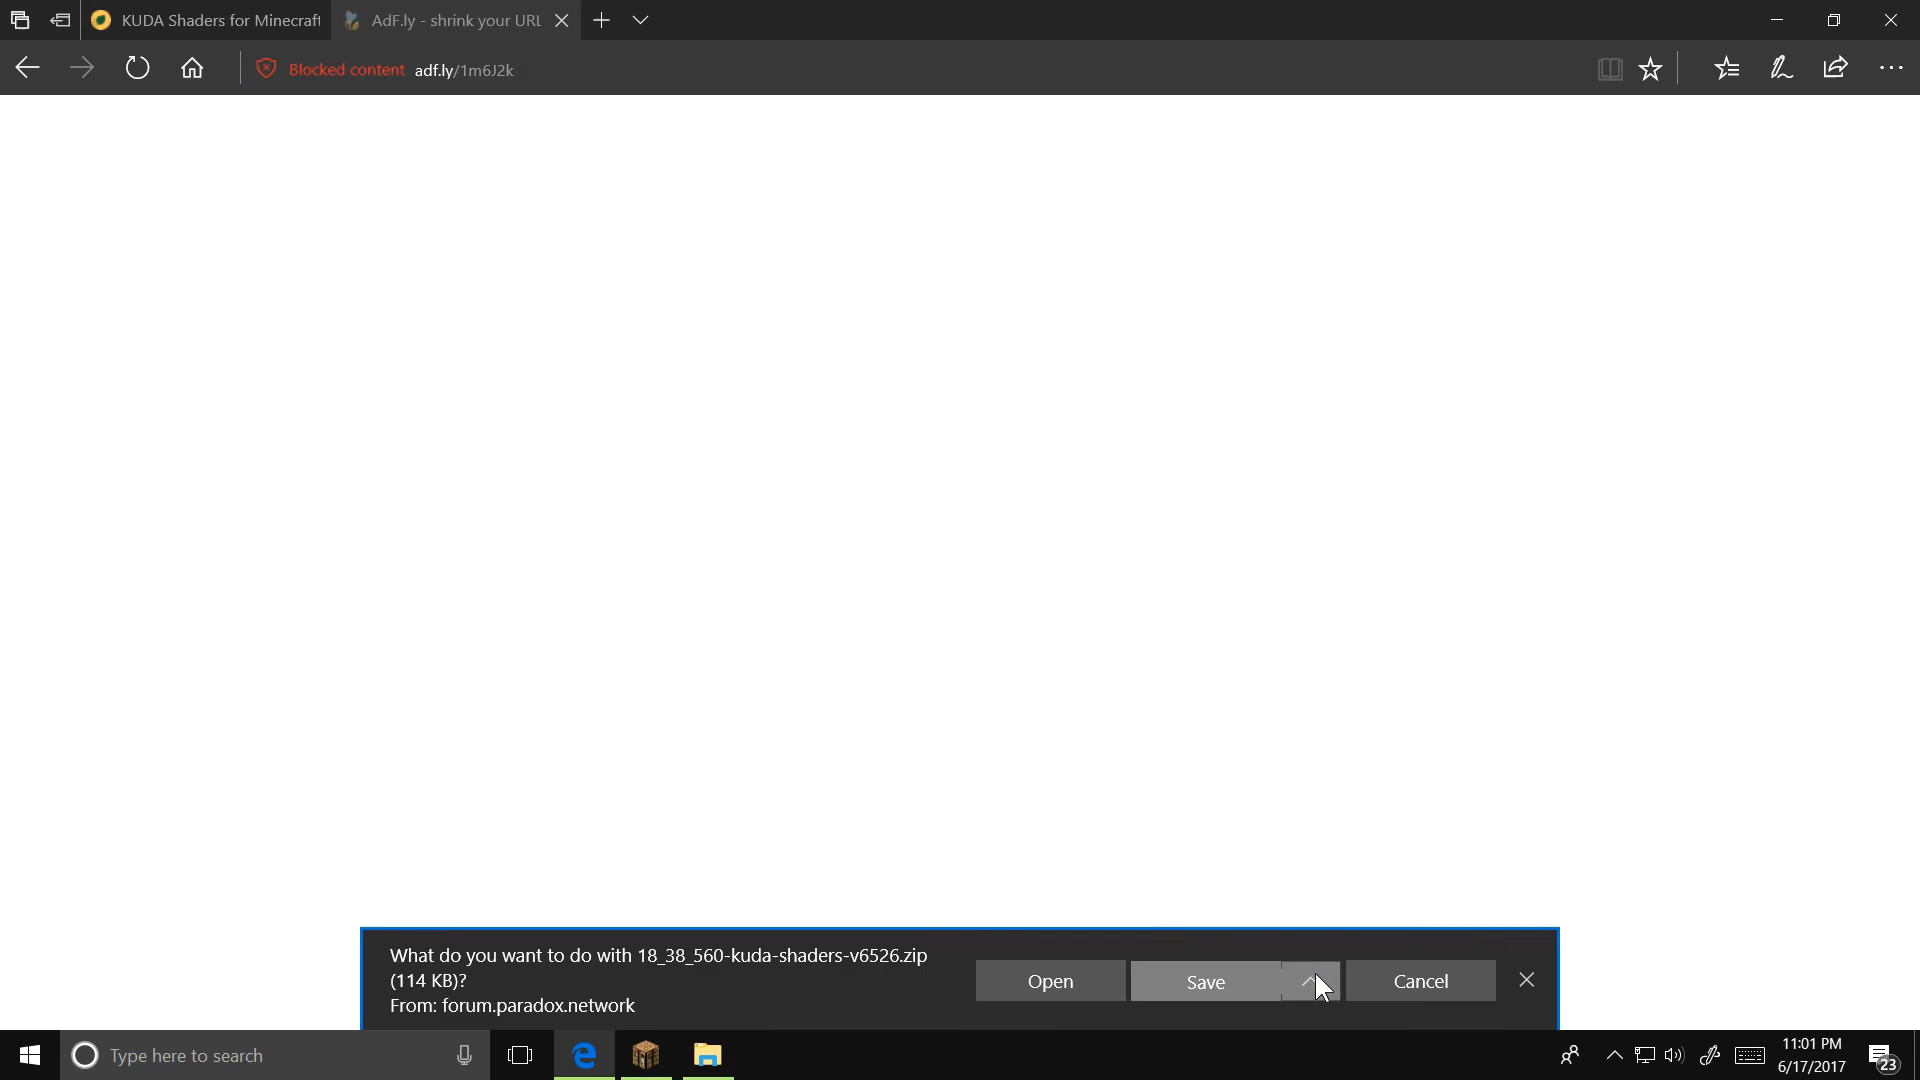 KUDA Shaders for Minecraft
AdF.ly - shrink your URL
Blocked content adf.ly/1m6J2k
What do you want to do with 18_38_560-kuda-shaders-v6526.zip
(114 KB)?
From: forum.paradox.network
Open
Save
Cancel
Type here to search
11:01 PM
6/17/2017
23